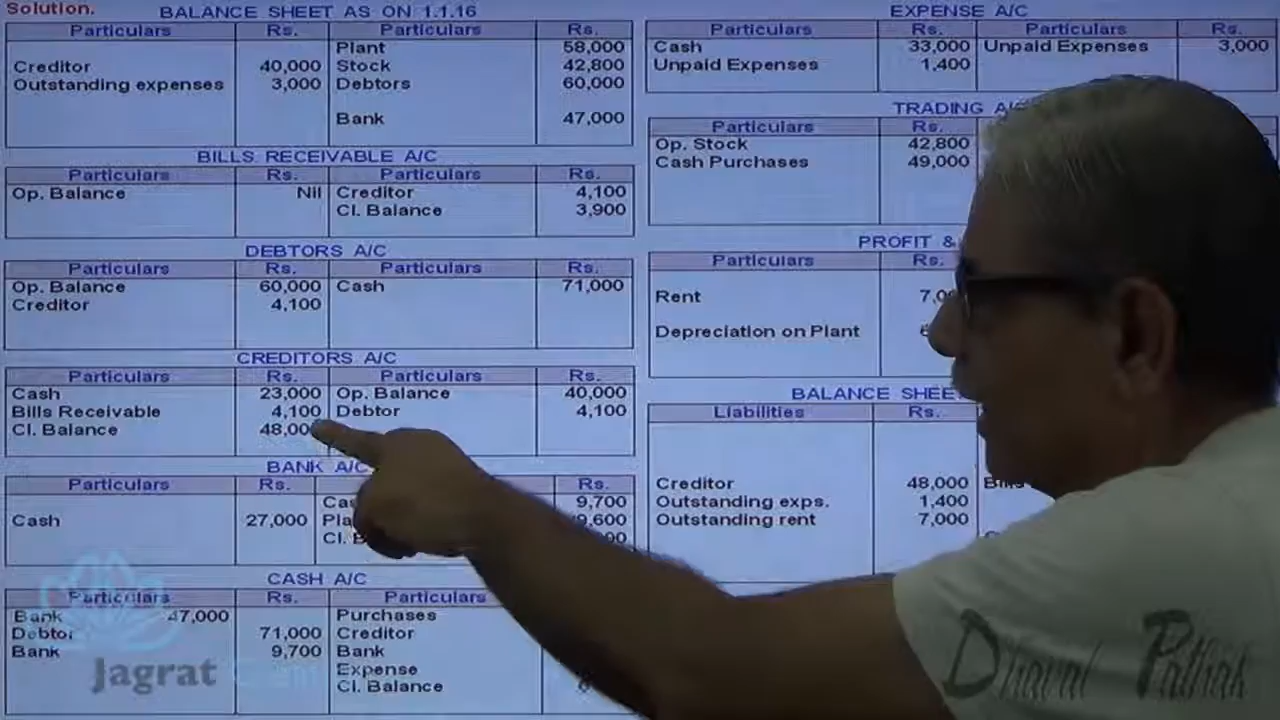 Solution.
BALANCE SHEET AS ON 1.1.16
Particulars Rs. Particulars Rs.
Plant 58,000
Creditor 40,000 Stock 42,800
Outstanding expenses 3,000 Debtors 60,000
Bank 47,000
BILLS RECEIVABLE A/C
Particulars Rs. Particulars Rs.
Op. Balance Nil Creditor 4,100
Cl. Balance 3,900
DEBTORS A/C
Particulars Rs. Particulars Rs.
Op. Balance 60,000 Cash 71,000
Creditor 4,100
CREDITORS A/C
Particulars Rs. Particulars Rs.
Cash 23,000 Op. Balance 40,000
Bills Receivable 4,100 Debtor 4,100
Cl. Balance
BANK A/C
Particulars Rs. Rs.
9,700
Cash 27,000
CASH A/C
Particulars Rs. Particulars
Bank 47,000 Purchases
Debtor 71,000 Creditor
Bank 9,700 Bank
Expense
Cl. Balance
EXPENSE A/C
Particulars Rs. Particulars Rs.
Cash 33,000 Unpaid Expenses 3,000
Unpaid Expenses 1,400
TRADING
Particulars Rs.
Op. Stock 42,800
Cash Purchases 49,000
PROFIT &
Particulars Rs.
Rent
Depreciation on Plant
BALANCE
Liabilities Rs.
Creditor 48,000
Outstanding exps. 1,400
Outstanding rent 7,000
Jagrat
Dhaval Pathak